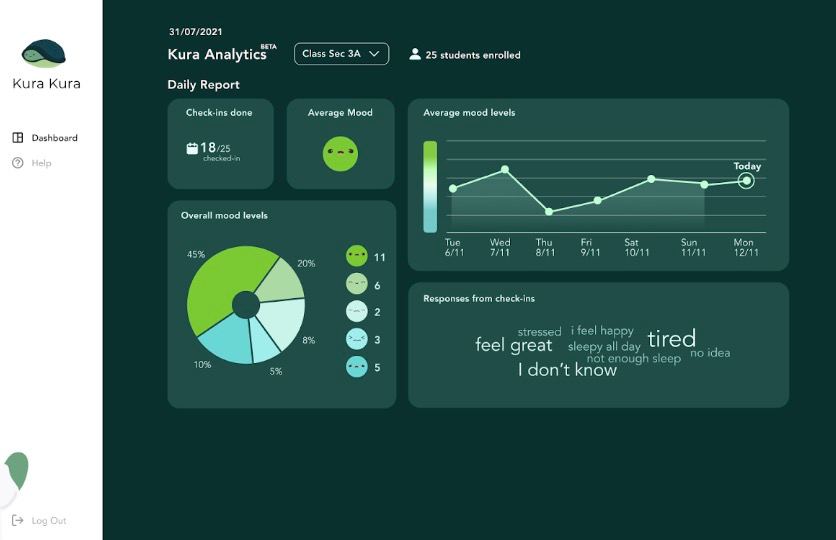 31/07/2021
Kura Analytics BETA
Class Sec 3A
25 students enrolled
Kura Kura
Dashboard
Help
Log Out
Daily Report
Check-ins done
18/25
checked-in
Average Mood
Average mood levels
Today
Tue Wed Thu Fri Sat Sun Mon
6/11 7/11 8/11 9/11 10/11 11/11 12/11
Overall mood levels
45%
20%
8%
5%
10%
11
6
2
3
5
Responses from check-ins
stressed i feel happy
feel great sleepy all day tired
not enough sleep no idea
I don't know